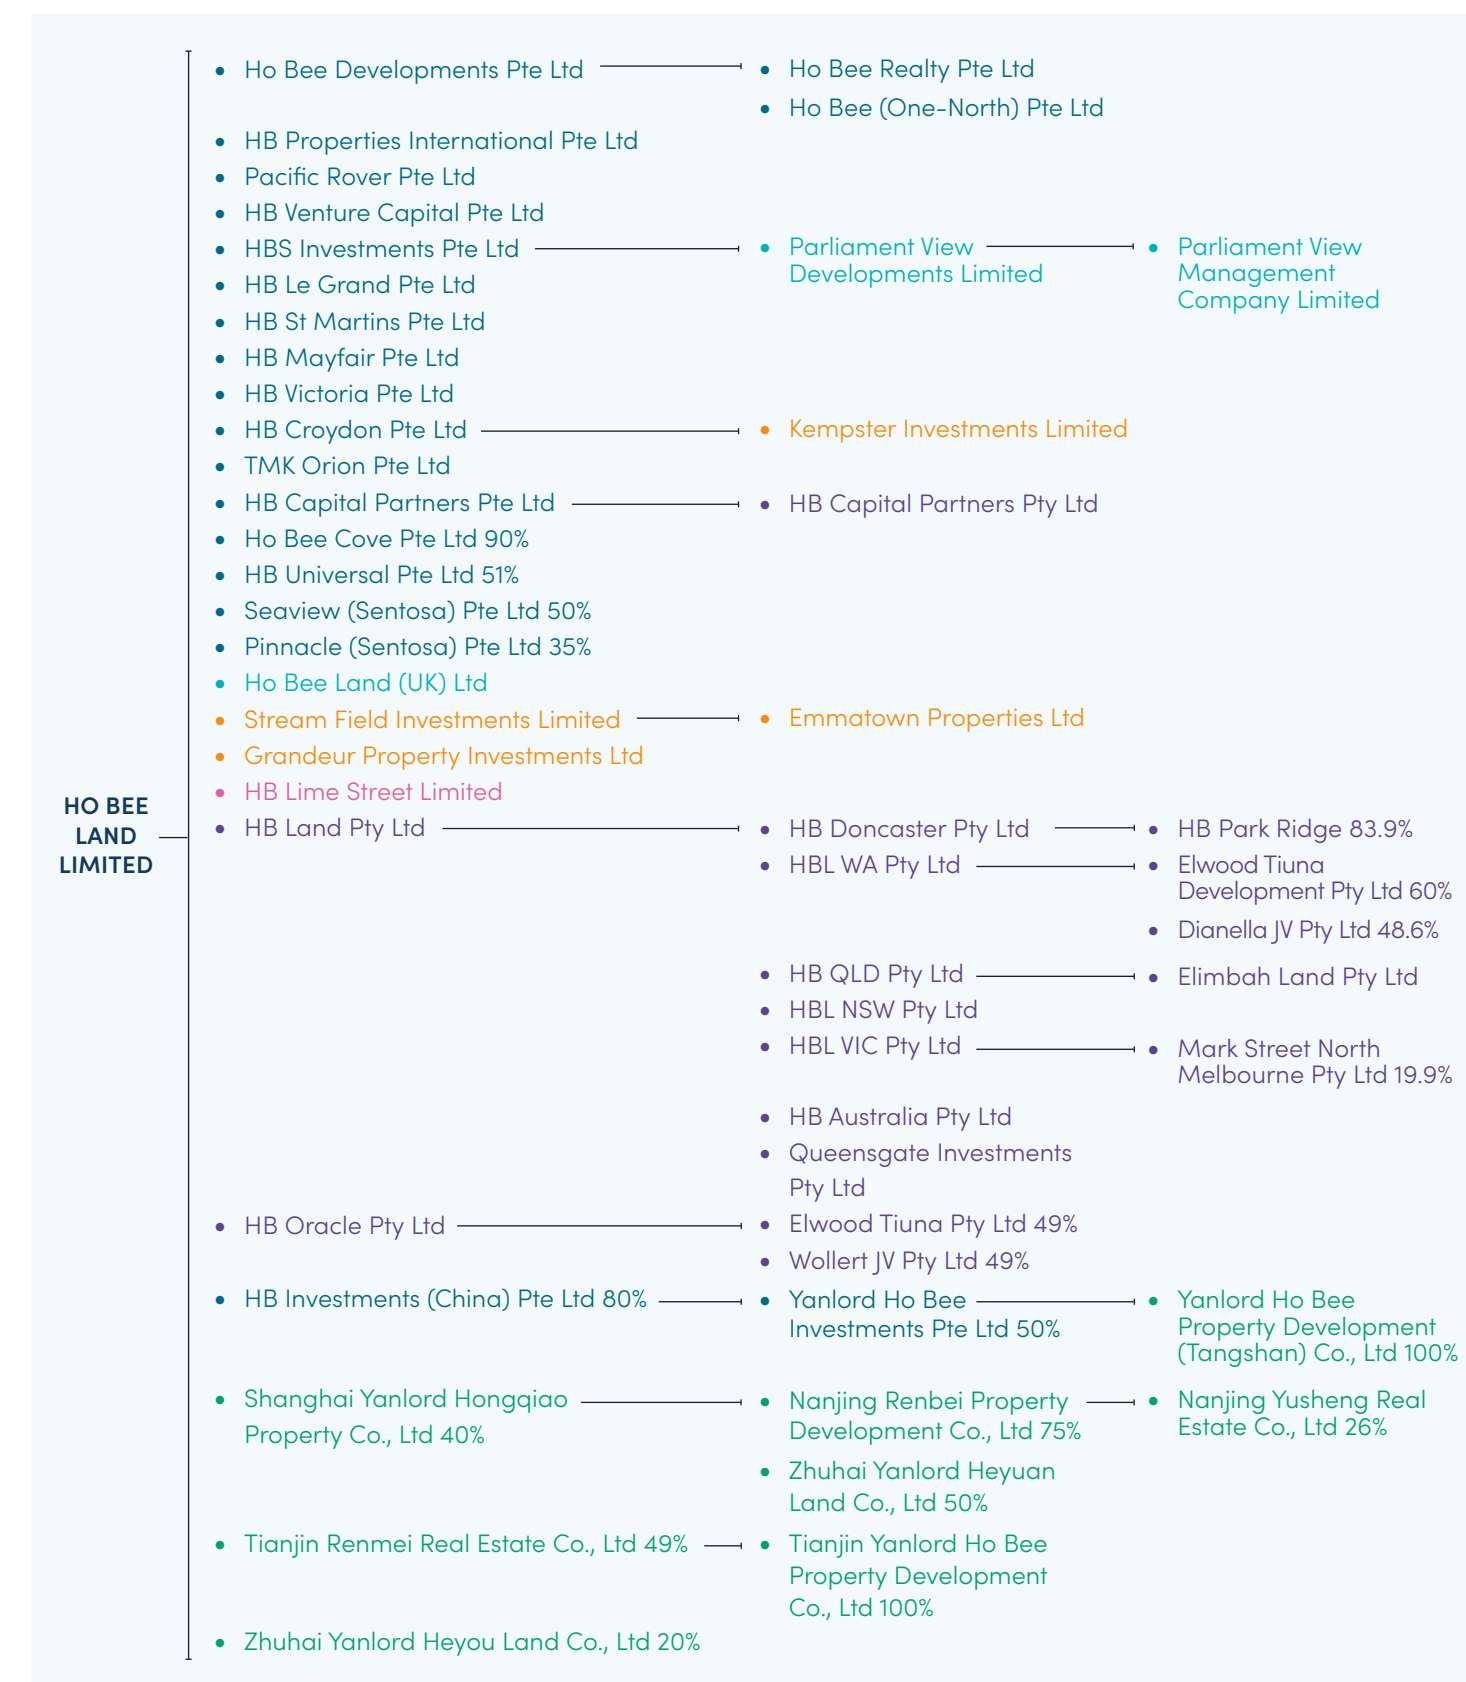 HO BEE
LAND
LIMITED
Ho Bee Developments Pte Ltd
Ho Bee Realty Pte Ltd
Ho Bee (One-North) Pte Ltd
HB Properties International Pte Ltd
Pacific Rover Pte Ltd
HB Venture Capital Pte Ltd
HBS Investments Pte Ltd
Parliament View
Developments Limited
Parliament View
Management
Company Limited
HB Le Grand Pte Ltd
HB St Martins Pte Ltd
HB Mayfair Pte Ltd
HB Victoria Pte Ltd
HB Croydon Pte Ltd
Kempster Investments Limited
TMK Orion Pte Ltd
HB Capital Partners Pte Ltd
HB Capital Partners Pty Ltd
Ho Bee Cove Pte Ltd 90%
HB Universal Pte Ltd 51%
Seaview (Sentosa) Pte Ltd 50%
Pinnacle (Sentosa) Pte Ltd 35%
Ho Bee Land (UK) Ltd
Stream Field Investments Limited
Emmatown Properties Ltd
Grandeur Property Investments Ltd
HB Lime Street Limited
HB Land Pty Ltd
HB Doncaster Pty Ltd
HB Park Ridge 83.9%
HBL WA Pty Ltd
Elwood Tiuna
Development Pty Ltd 60%
Dianella JV Pty Ltd 48.6%
HB QLD Pty Ltd
Elimbah Land Pty Ltd
HBL NSW Pty Ltd
HBL VIC Pty Ltd
Mark Street North
Melbourne Pty Ltd 19.9%
HB Australia Pty Ltd
Queensgate Investments
Pty Ltd
HB Oracle Pty Ltd
Elwood Tiuna Pty Ltd 49%
Wollert JV Pty Ltd 49%
HB Investments (China) Pte Ltd 80%
Yanlord Ho Bee
Investments Pte Ltd 50%
Yanlord Ho Bee
Property Development
(Tangshan) Co., Ltd 100%
Shanghai Yanlord Hongqiao
Property Co., Ltd 40%
Nanjing Renbei Property
Development Co., Ltd 75%
Nanjing Yusheng Real
Estate Co., Ltd 26%
Zhuhai Yanlord Heyuan
Land Co., Ltd 50%
Tianjin Renmei Real Estate Co., Ltd 49%
Tianjin Yanlord Ho Bee
Property Development
Co., Ltd 100%
Zhuhai Yanlord Heyou Land Co., Ltd 20%